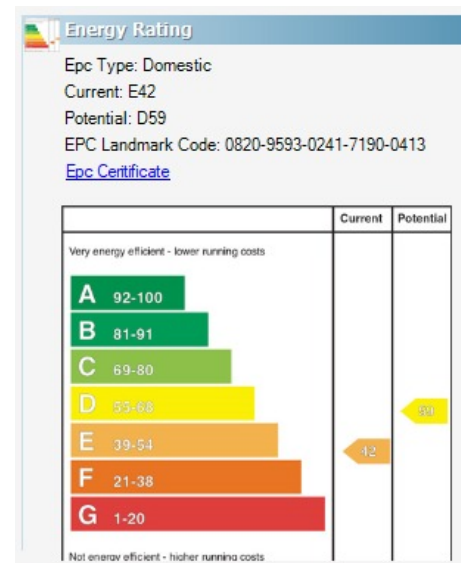 Energy Rating
Epc Type: Domestic
Current: E42
Potential: D59
EPC Landmark Code: 0820-9593-0241-7190-0413
Epc Ceritificate
Current Potential
Very energy efficient - lower running costs
A 92-100
B 81-91
C 69-80
D 55-68 59
E 39-54 42
F 21-38
G 1-20
Not energy efficient - higher running costs